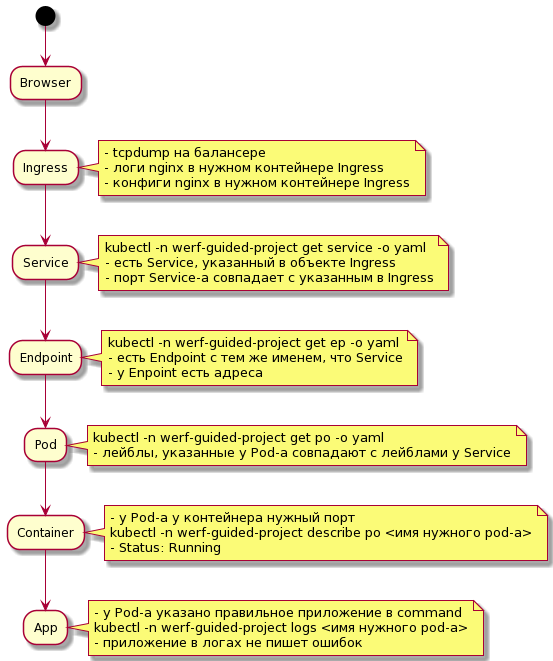 Browser
Ingress
- tcpdump на балансере
- логи nginx в нужном контейнере Ingress
- конфиги nginx в нужном контейнере Ingress
Service
kubectl -n werf-guided-project get service -o yaml
- есть Service, указанный в объекте Ingress
- порт Service-а совпадает с указанным в Ingress
Endpoint
kubectl -n werf-guided-project get ep -o yaml
- есть Endpoint с тем же именем, что Service
- у Enpoint есть адреса
Pod
kubectl -n werf-guided-project get po -o yaml
- лейблы, указанные у Pod-а совпадают с лейблами у Service
Container
- у Pod-а у контейнера нужный порт
kubectl -n werf-guided-project describe po <имя нужного pod-а>
- Status: Running
App
- у Pod-а указано правильное приложение в command
kubectl -n werf-guided-project logs <имя нужного pod-а>
- приложение в логах не пишет ошибок